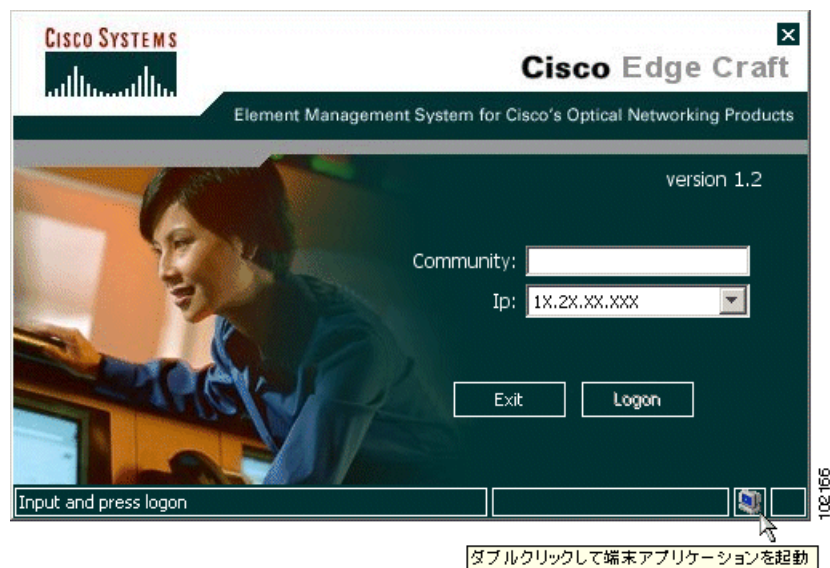 CISCO SYSTEMS
Cisco Edge Craft
Element Management System for Cisco's Optical Networking Products
version 1.2
Community:
Ip: 1X.2X.XX.XXX
Exit
Logon
Input and press logon
102166
ダブルクリックして端末アプリケーションを起動